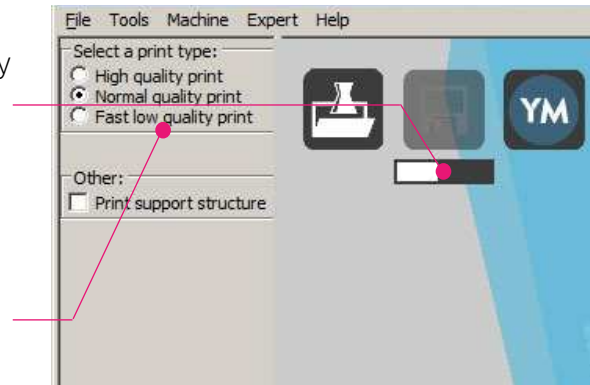 File Tools Machine Expert Help
y
Select a print type:
High quality print
Normal quality print
Fast low quality print
YM
Other:
Print support structure